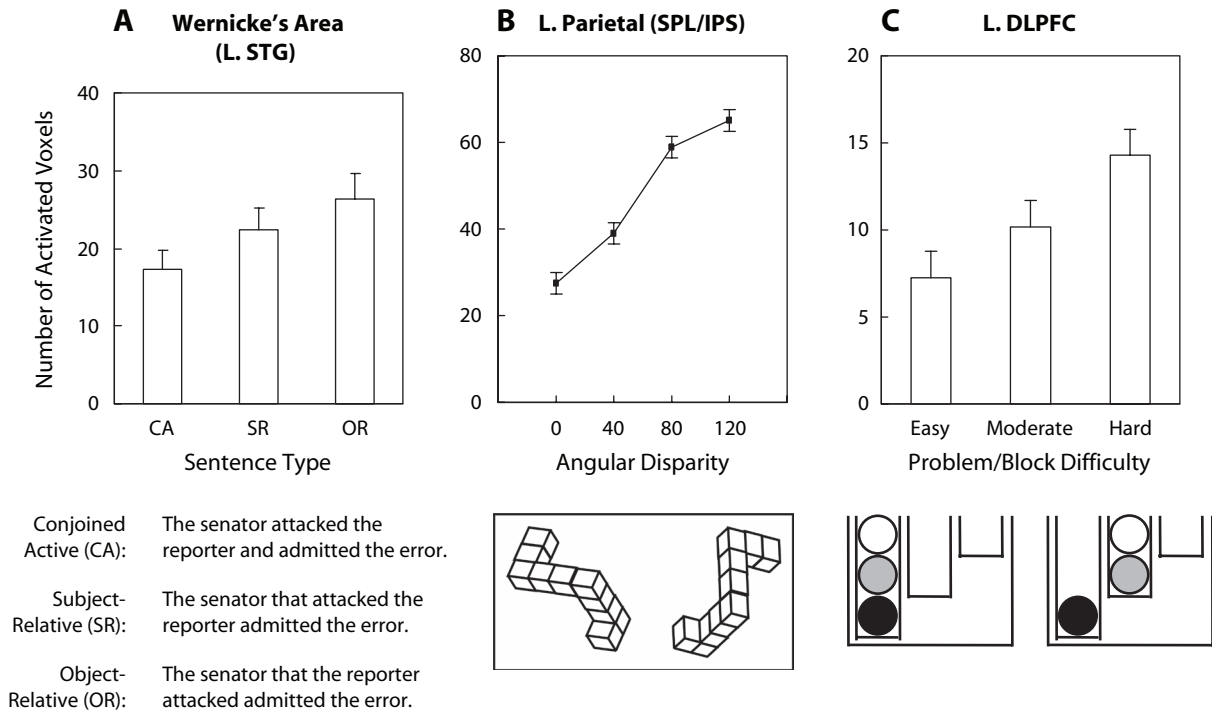 A
Wernicke's Area
(L. STG)
Number of Activated Voxels
40
30
20
10
0
CA SR OR
Sentence Type
Conjoined Active (CA): The senator attacked the
reporter and admitted the error.
Subject-Relative (SR): The senator that attacked the
reporter admitted the error.
Object-Relative (OR): The senator that the reporter
attacked admitted the error.
B
L. Parietal (SPL/IPS)
80
60
40
20
0
0 40 80 120
Angular Disparity
C
L. DLPFC
20
15
10
5
0
Easy Moderate Hard
Problem/Block Difficulty